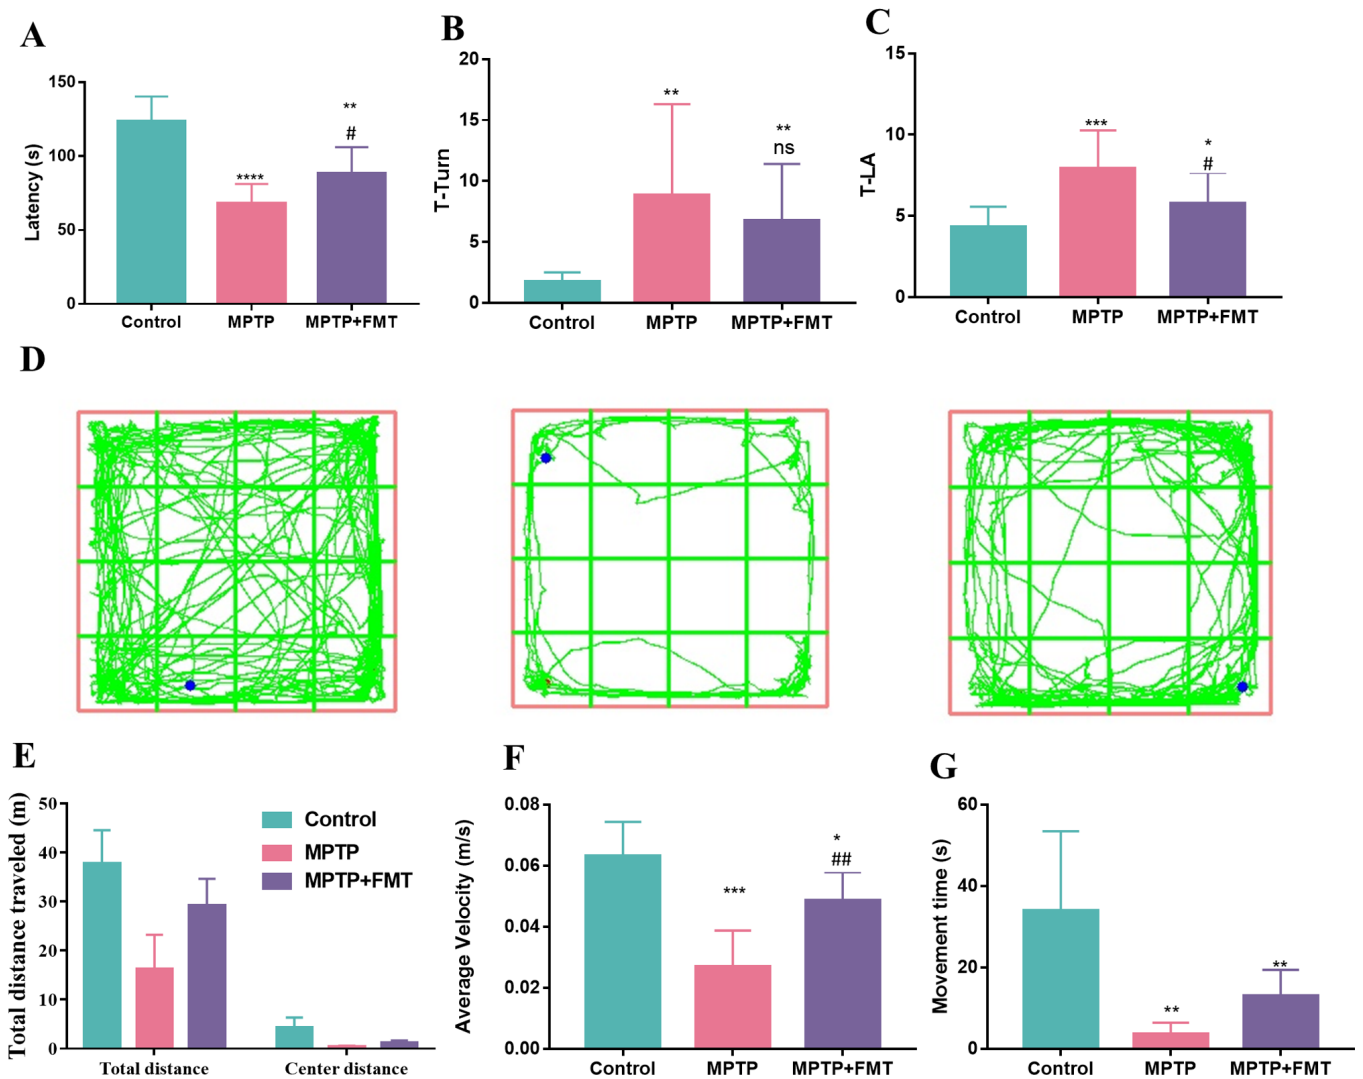 A
Latency (s)
150
100
50
0
****
**
#
Control
MPTP
MPTP+FMT
B
T-Turn
20
15
10
5
0
**
**
ns
Control
MPTP
MPTP+FMT
C
T-LA
15
10
5
0
***
*
#
Control
MPTP
MPTP+FMT
D
E
Total distance traveled (m)
50
40
30
20
10
0
Control
MPTP
MPTP+FMT
Total distance
Center distance
F
Average Velocity (m/s)
0.08
0.06
0.04
0.02
0.00
***
*
##
Control
MPTP
MPTP+FMT
G
Movement time (s)
60
40
20
0
**
**
Control
MPTP
MPTP+FMT